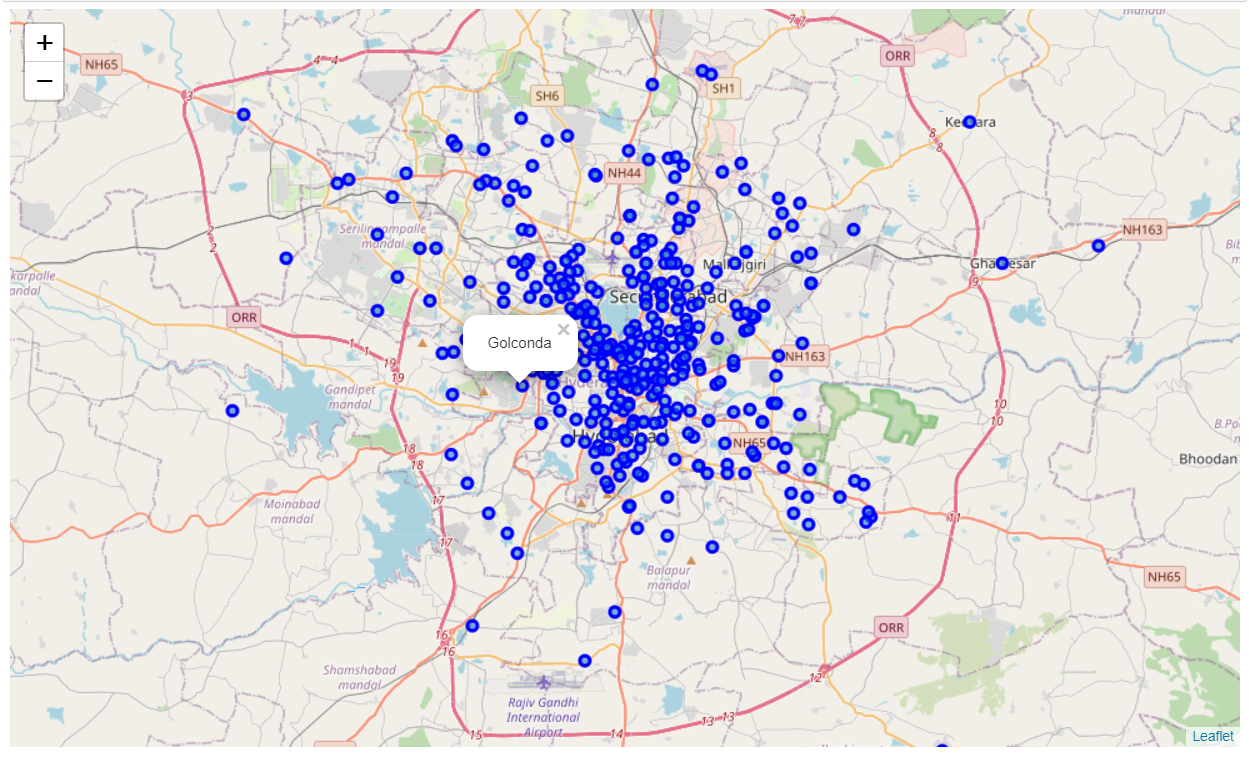 mandal
7 7
+
−
NH65
4 4
ORR
SH6
SH1
3
Keesara
8
8
NH44
2
2
Serilingampalle
mandal
NH163
Malkajgiri
Ghatkesar
karpalle
mandal
9
Secunderabad
ORR
×
Golconda
1 1
19
19
NH163
Gandipet
mandal
10
10
Hyderabad
NH65
18
18
Bhoodan
17
Moinabad
mandal
11
17
Balapur
mandal
NH65
ORR
16
16
Shamshabad
mandal
12
Rajiv Gandhi
International
Airport
13 13
15
14
Leaflet